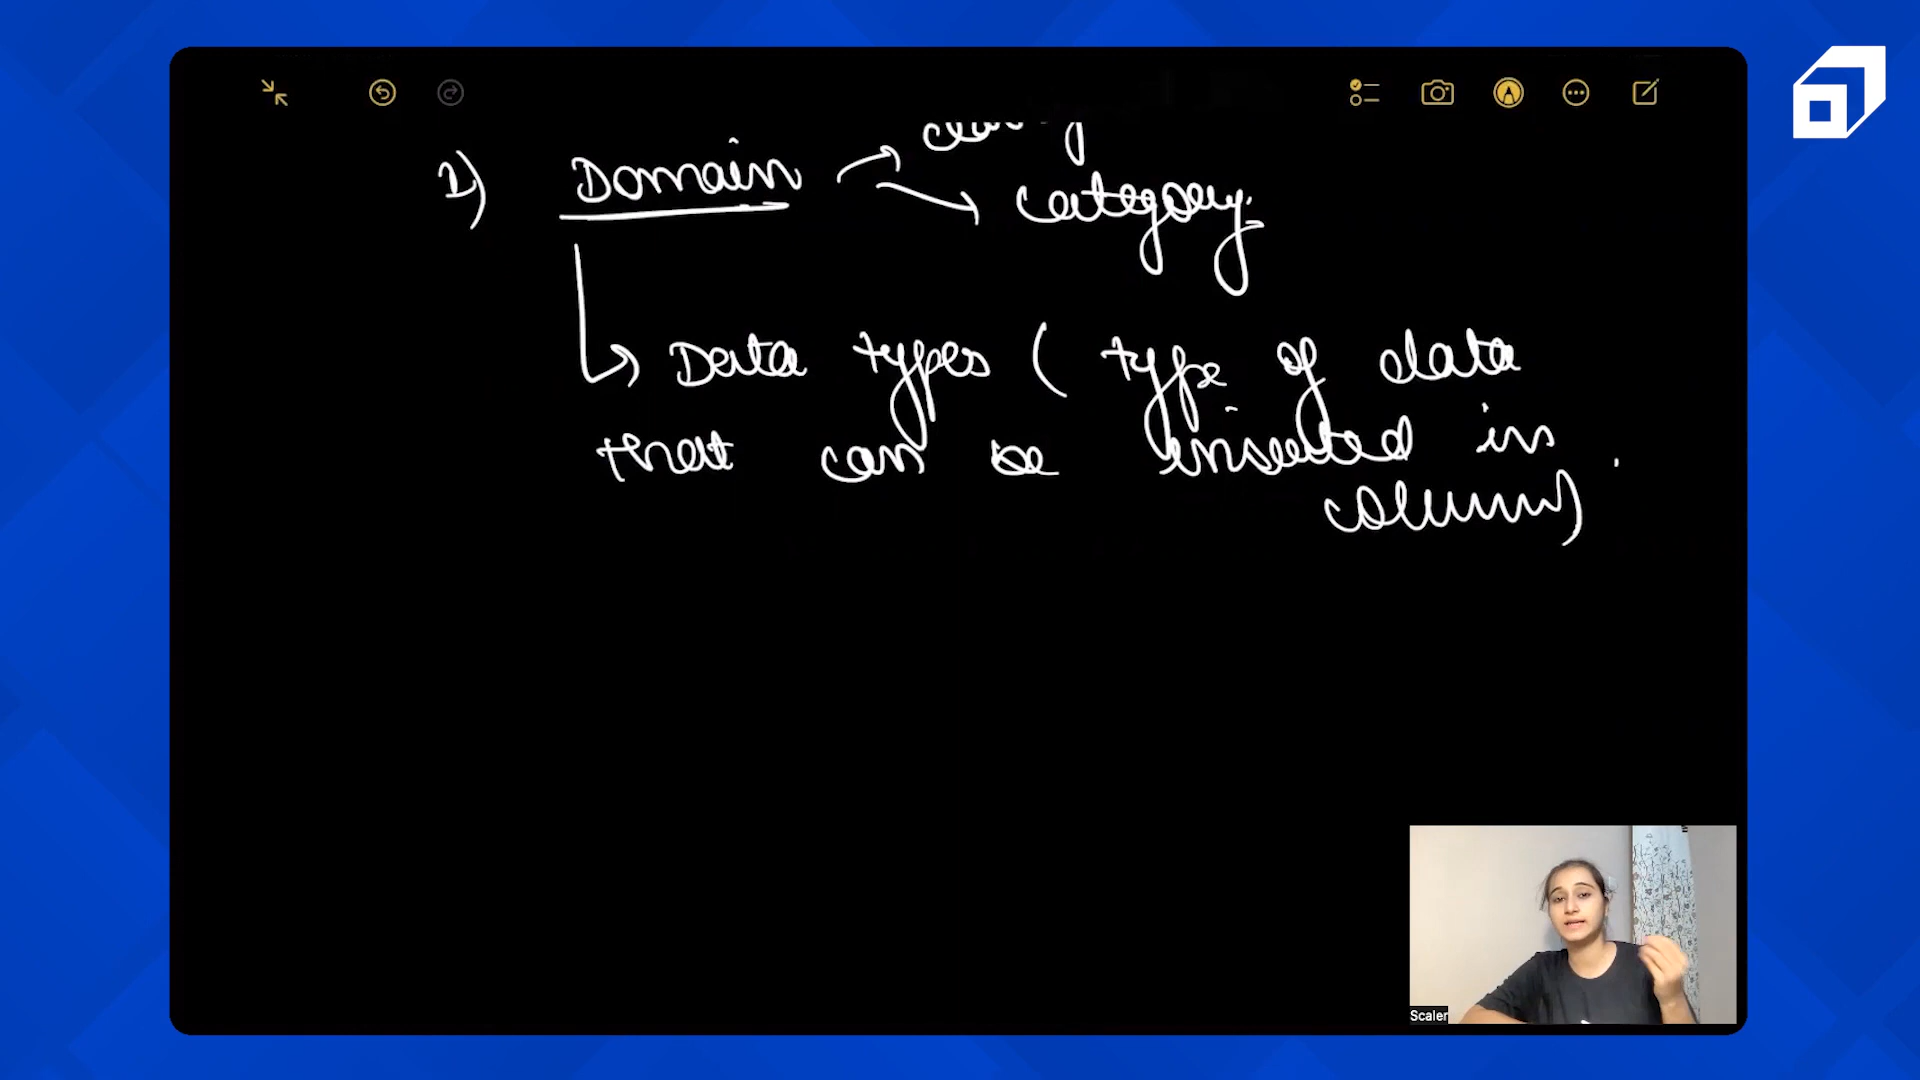 1) Domain → category.
↳ Data types ( type of data
that can be inserted in
column)
Scaler